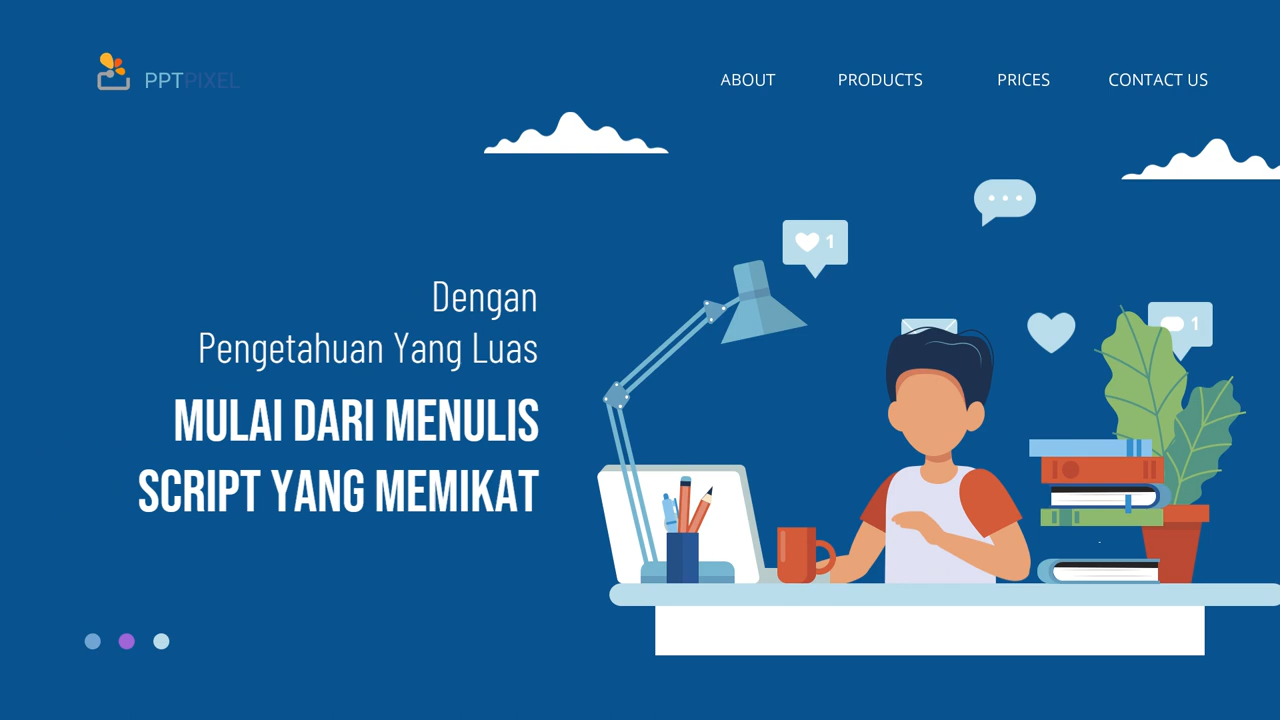 PPTPIXEL
ABOUT PRODUCTS PRICES CONTACT US
1
1
Dengan
Pengetahuan Yang Luas
MULAI DARI MENULIS
SCRIPT YANG MEMIKAT